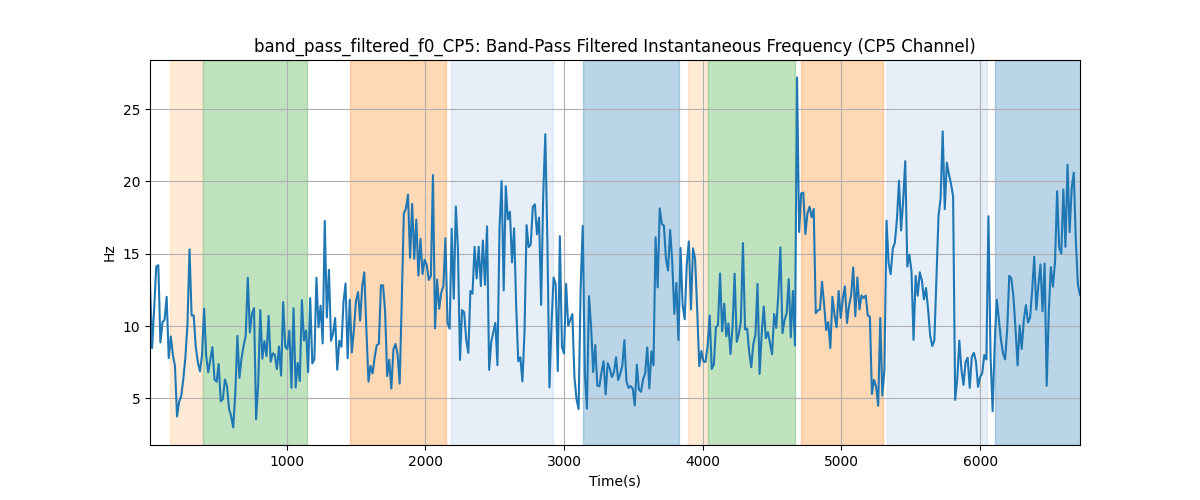 band_pass_filtered_f0_CP5: Band-Pass Filtered Instantaneous Frequency (CP5 Channel)
25
20
15
10
5
Hz
1000 2000 3000 4000 5000 6000
Time(s)